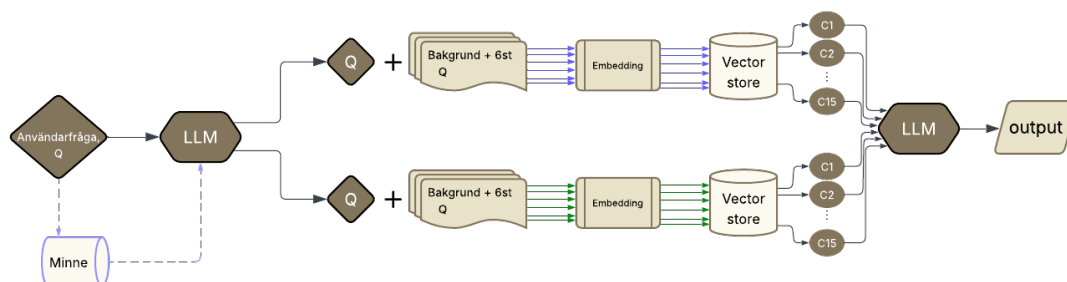 Användarfråga,
Q
Minne
LLM
Q
+
Bakgrund + 6st
Q
Embedding
Vector
store
C1
C2
C15
Q
+
Bakgrund + 6st
Q
Embedding
Vector
store
C1
C2
C15
LLM
output